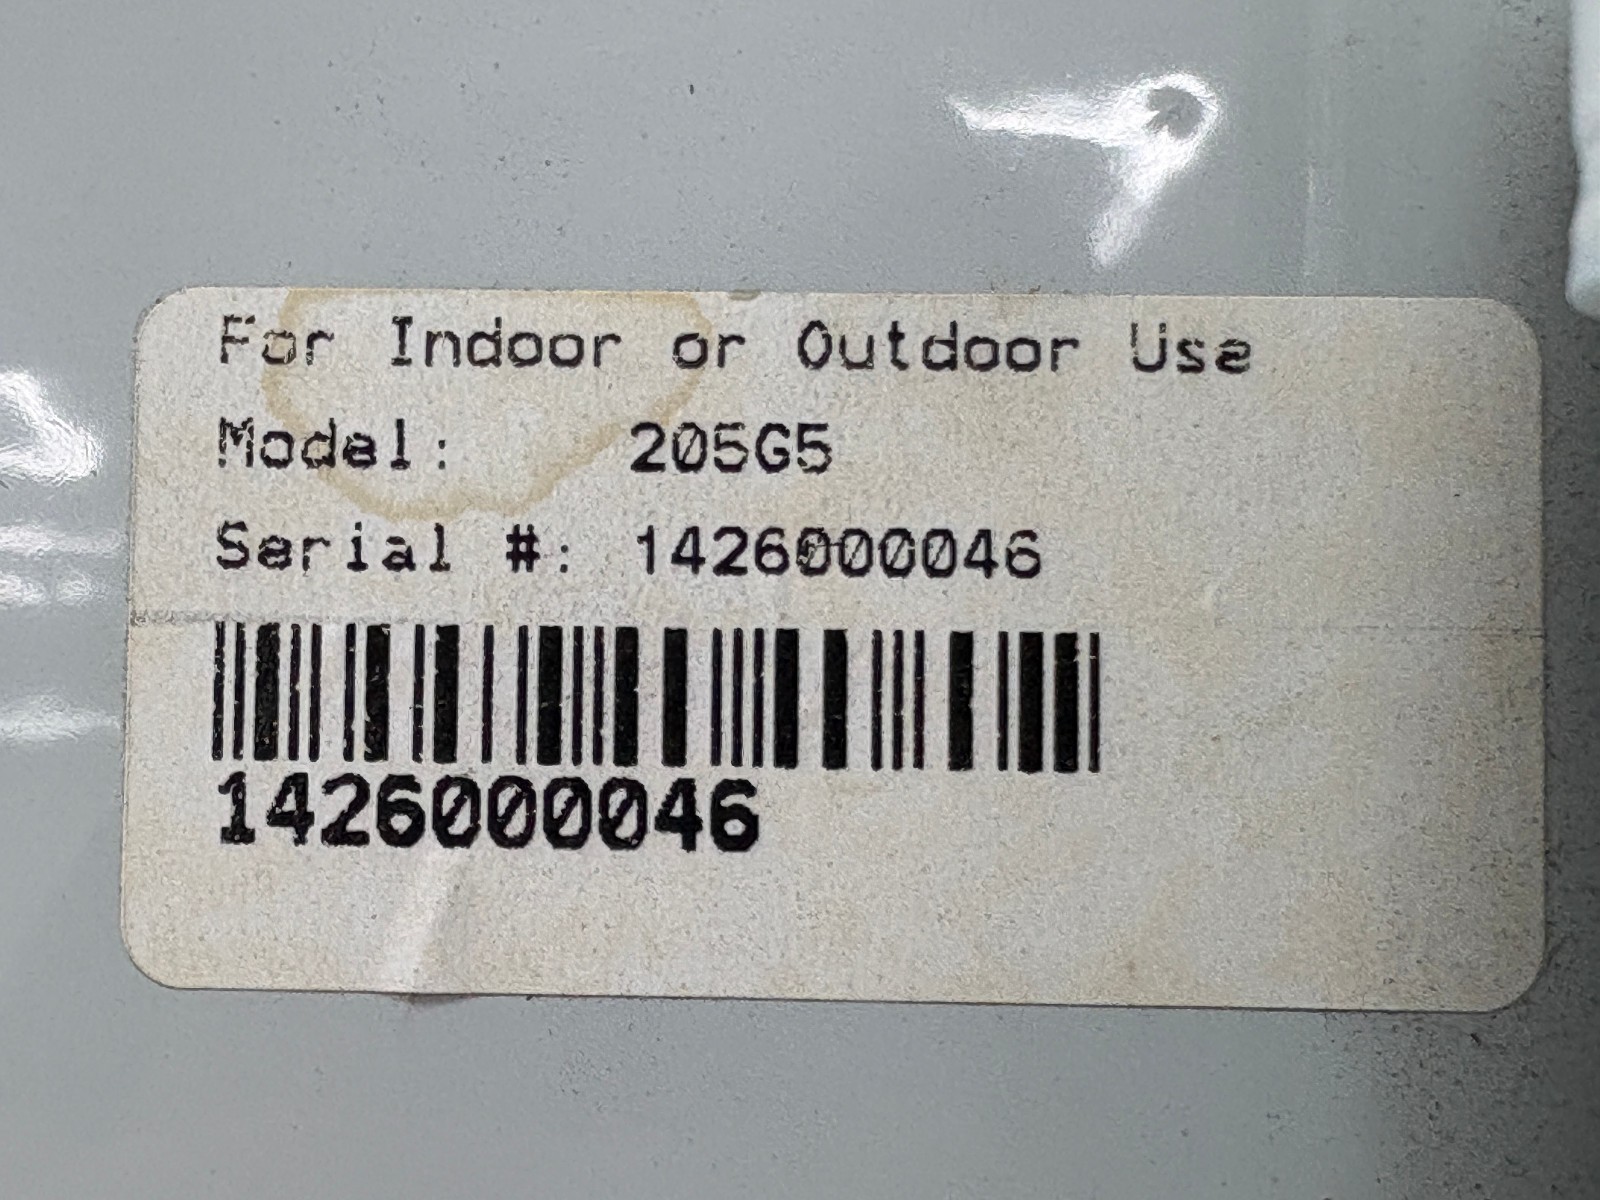 For Indoor or Outdoor Use
Model: 205G5
Serial #: 1426000046
1426000046